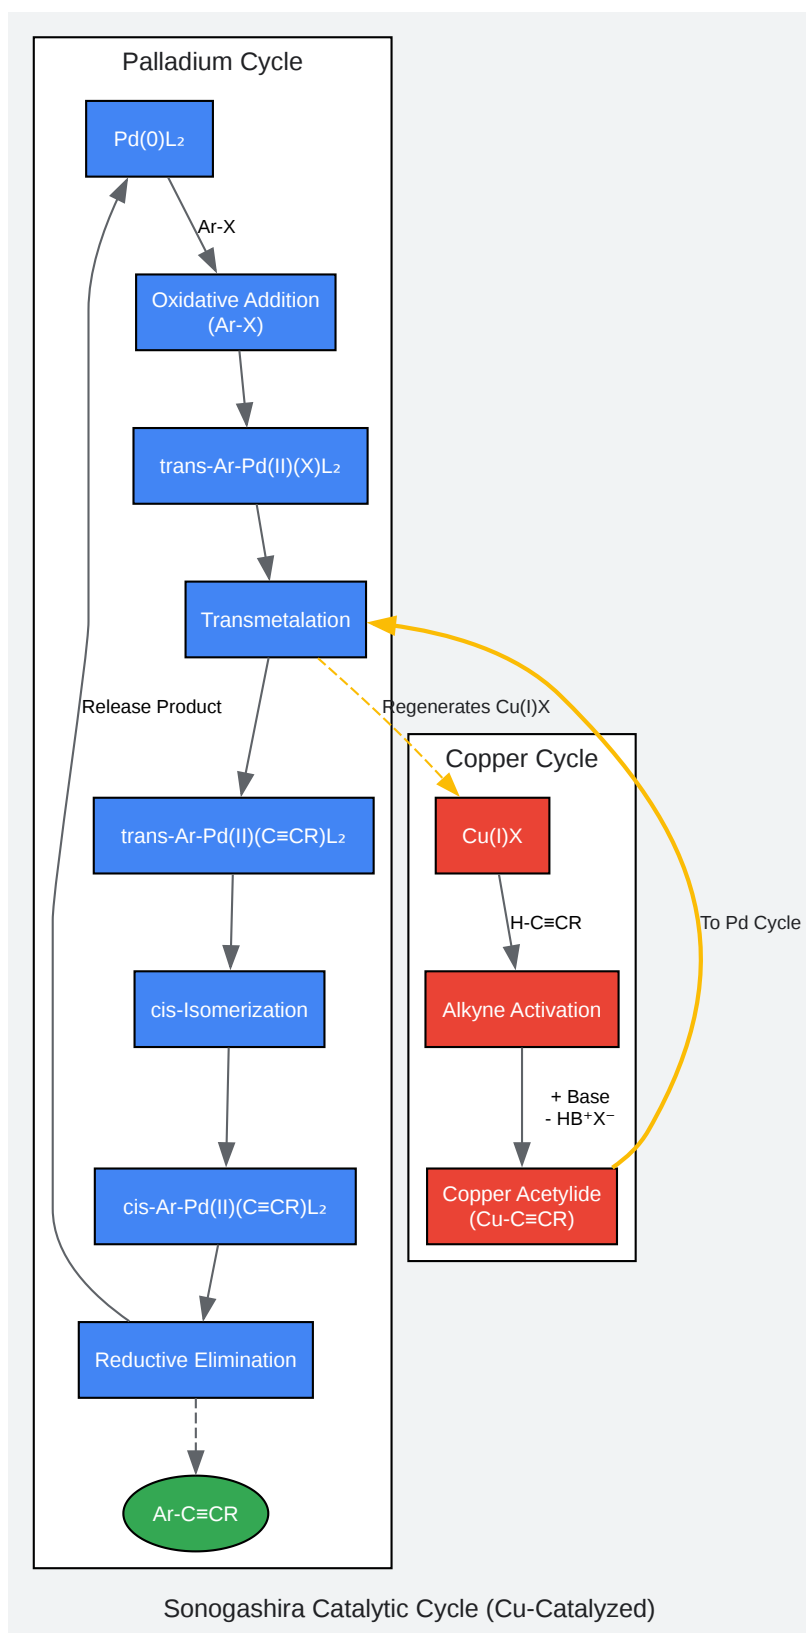 Palladium Cycle
Pd(0)L₂
Ar-X
Oxidative Addition
(Ar-X)
trans-Ar-Pd(II)(X)L₂
Transmetalation
Release Product
Regenerates Cu(I)X
Copper Cycle
trans-Ar-Pd(II)(C≡CR)L₂
Cu(I)X
H-C≡CR
To Pd Cycle
cis-Isomerization
Alkyne Activation
+ Base
- HB⁺X⁻
cis-Ar-Pd(II)(C≡CR)L₂
Copper Acetylide
(Cu-C≡CR)
Reductive Elimination
Ar-C≡CR
Sonogashira Catalytic Cycle (Cu-Catalyzed)